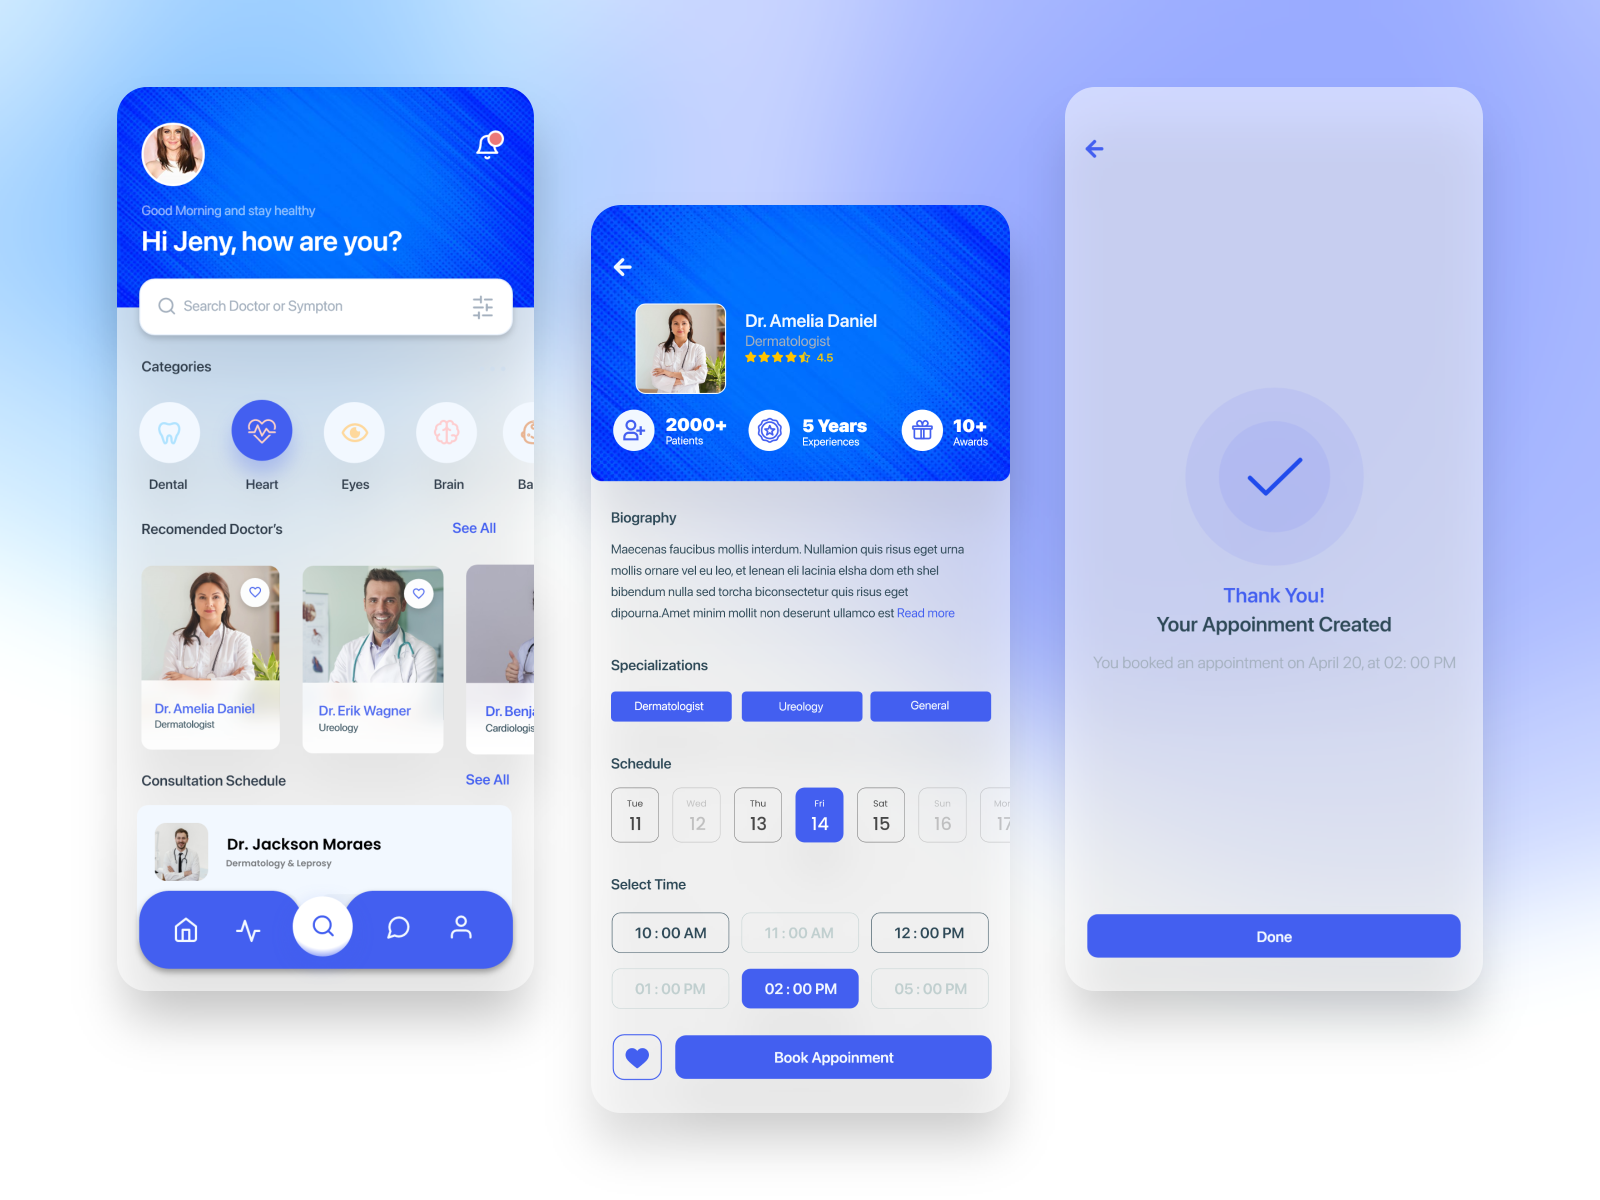 Good Morning and stay healthy
Hi Jeny, how are you?
Search Doctor or Sympton
Categories
Dental Heart Eyes Brain Ba
Recomended Doctor's See All
Dr. Amelia Daniel
Dermatologist
Dr. Erik Wagner
Ureology
Dr. Benj
Cardiologis
Consultation Schedule See All
Dr. Jackson Moraes
Dermatology & Leprosy
Dr. Amelia Daniel
Dermatologist
4.5
2000+
Patients
5 Years
Experiences
10+
Awards
Biography
Maecenas faucibus mollis interdum. Nullamion quis risus eget urna
mollis ornare vel eu leo, et lenean eli lacinia elsha dom eth shel
bibendum nulla sed torcha biconsectetur quis risus eget
dipourna.Amet minim mollit non deserunt ullamco est Read more
Specializations
Dermatologist Ureology General
Schedule
Tue Wed Thu Fri Sat Sun Mon
11 12 13 14 15 16 17
Select Time
10 : 00 AM 11 : 00 AM 12 : 00 PM
01 : 00 PM 02 : 00 PM 05 : 00 PM
Book Appoinment
Thank You!
Your Appoinment Created
You booked an appointment on April 20, at 02: 00 PM
Done